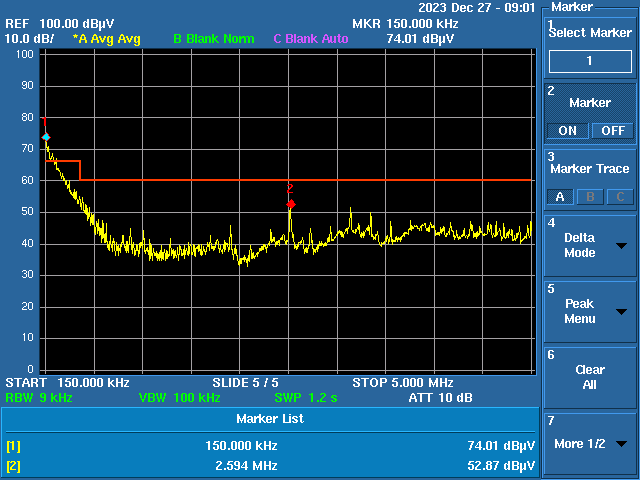 2023 Dec 27 - 09:01
Marker
REF 100.00 dBµV
MKR 150.000 kHz
10.0 dB/ *A Avg Avg B Blank Norm C Blank Auto 74.01 dBµV
100
90
80
70
60
50
40
30
20
10
0
2
START 150.000 kHz SLIDE 5 / 5 STOP 5.000 MHz
RBW 9 kHz VBW 100 kHz SWP 1.2 s ATT 10 dB
Marker List
[1] 150.000 kHz 74.01 dBµV
[2] 2.594 MHz 52.87 dBµV
1
Select Marker
1
2
Marker
ON OFF
3
Marker Trace
A B C
4
Delta
Mode
5
Peak
Menu
6
Clear
All
7
More 1/2